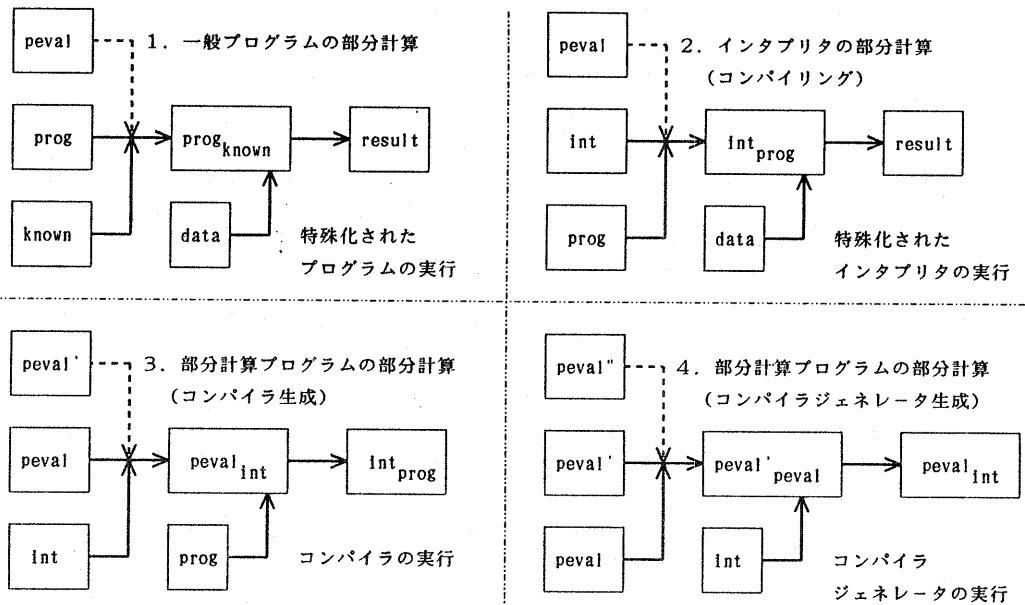 peval
1. 一般プログラムの部分計算
prog
prog known
result
known
data
特殊化された
プログラムの実行
peval
2. インタプリタの部分計算
(コンパイリング)
int
int prog
result
prog
data
特殊化された
インタプリタの実行
peval'
3. 部分計算プログラムの部分計算
(コンパイラ生成)
peval
peval int
int prog
int
prog
コンパイラの実行
peval"
4. 部分計算プログラムの部分計算
(コンパイラジェネレータ生成)
peval'
peval' peval
peval int
peval
int
コンパイラ
ジェネレータの実行